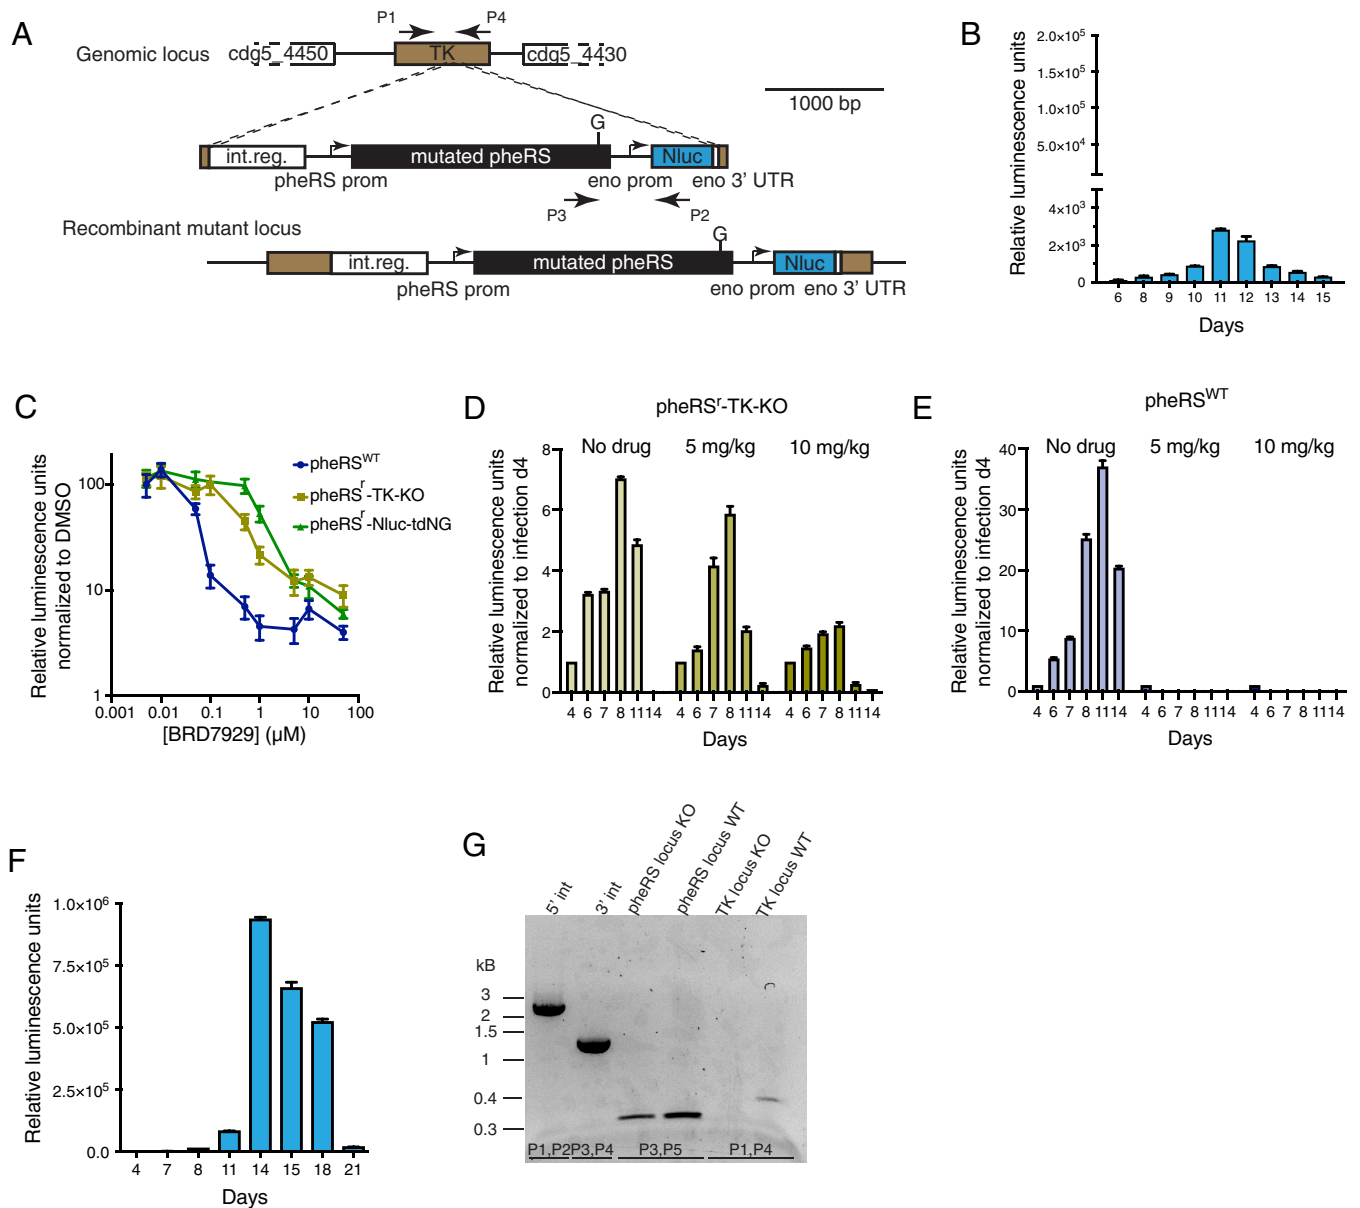 A
P1
P4
Genomic locus
cdg5_4450
TK
cdg5_4430
1000 bp
G
int.reg.
mutated pheRS
Nluc
pheRS prom
eno prom
eno 3' UTR
P3
P2
Recombinant mutant locus
G
int.reg.
mutated pheRS
Nluc
pheRS prom
eno prom
eno 3' UTR
B
Relative luminescence units
2.0×10⁵
1.5×10⁵
1.0×10⁵
5.0×10⁴
4×10³
2×10³
0
6 8 9 10 11 12 13 14 15
Days
C
Relative luminescence units
normalized to DMSO
100
10
1
0.001 0.01 0.1 1 10 100
[BRD7929] (µM)
pheRSᵂᵀ
pheRSʳ-TK-KO
pheRSʳ-Nluc-tdNG
D
pheRSʳ-TK-KO
No drug 5 mg/kg 10 mg/kg
Relative luminescence units
normalized to infection d4
8
6
4
2
0
4 6 7 8 11 14 4 6 7 8 11 14 4 6 7 8 11 14
Days
E
pheRSᵂᵀ
No drug 5 mg/kg 10 mg/kg
Relative luminescence units
normalized to infection d4
40
30
20
10
0
4 6 7 8 11 14 4 6 7 8 11 14 4 6 7 8 11 14
Days
F
Relative luminescence units
1.0×10⁶
7.5×10⁵
5.0×10⁵
2.5×10⁵
0.0
4 7 8 11 14 15 18 21
Days
G
5' int
3' int
pheRS locus KO
pheRS locus WT
TK locus KO
TK locus WT
kB
3
2
1.5
1
0.4
0.3
P1,P2 P3,P4 P3,P5 P1,P4